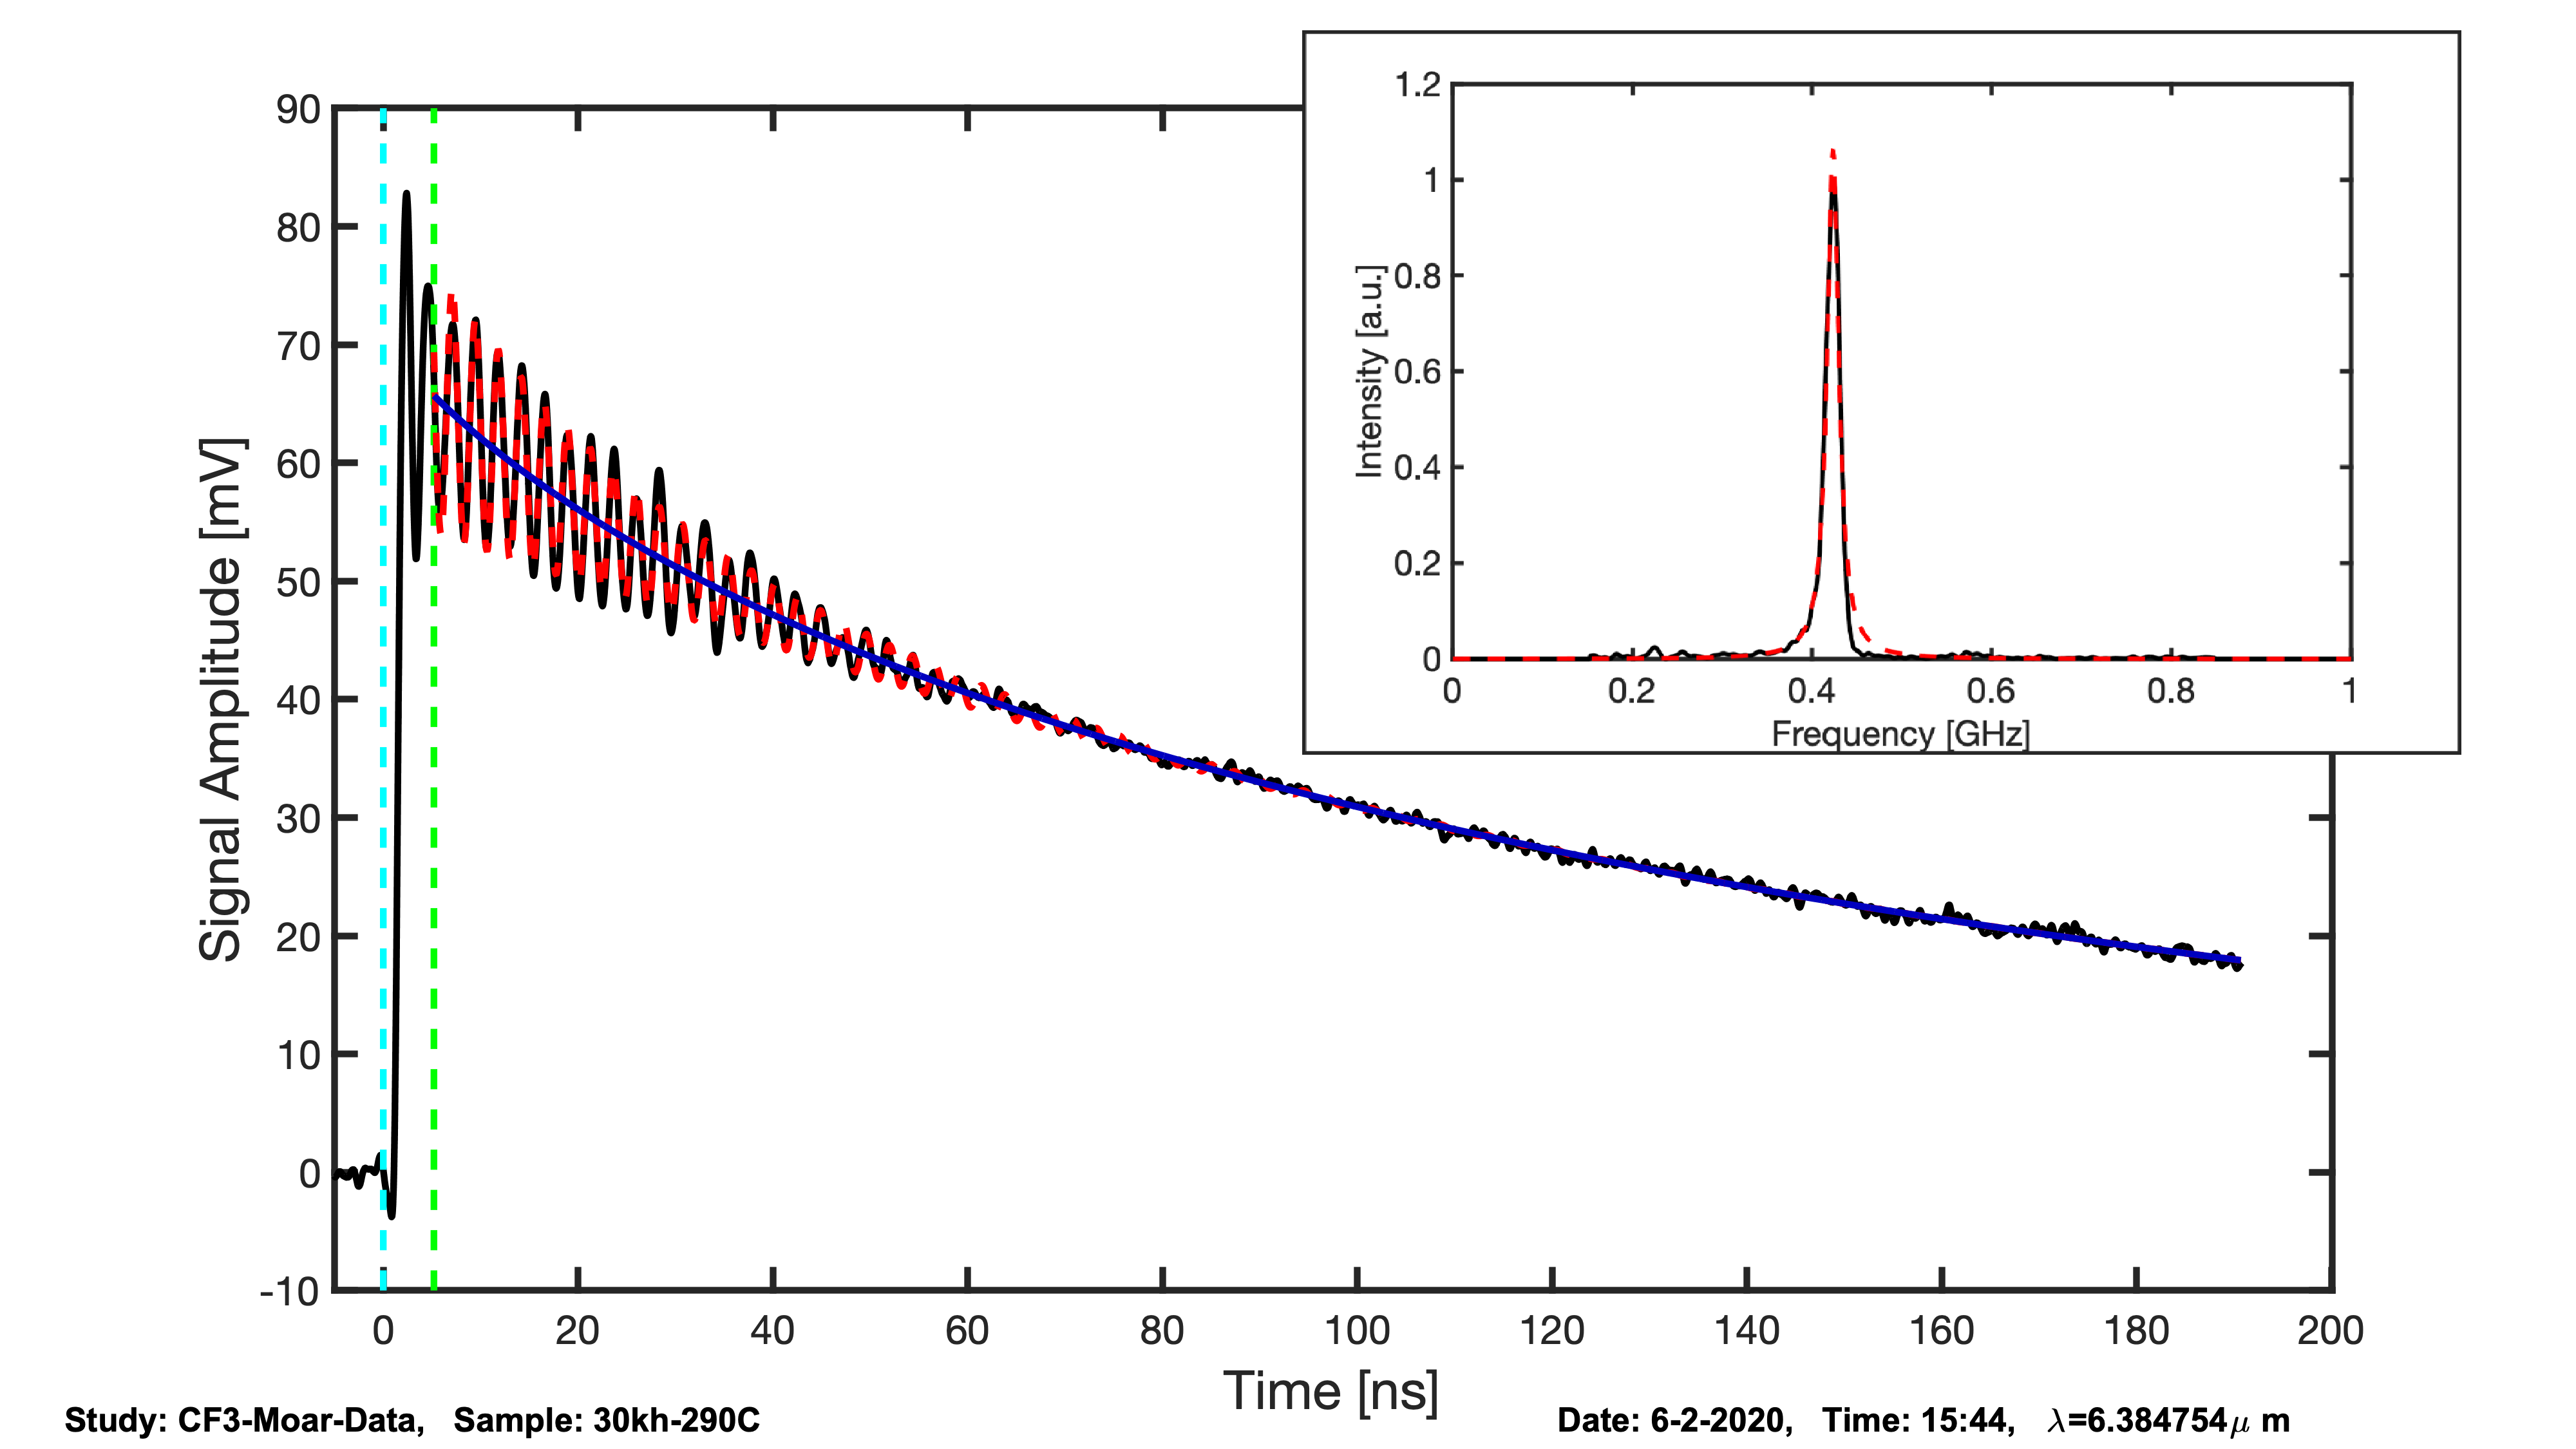 1.2
1
0.8
0.6
0.4
0.2
0
Intensity [a.u.]
0 0.2 0.4 0.6 0.8 1
Frequency [GHz]
90
80
70
60
50
40
30
20
10
0
-10
Signal Amplitude [mV]
0 20 40 60 80 100 120 140 160 180 200
Time [ns]
Study: CF3-Moar-Data, Sample: 30kh-290C
Date: 6-2-2020, Time: 15:44, λ=6.384754μ m